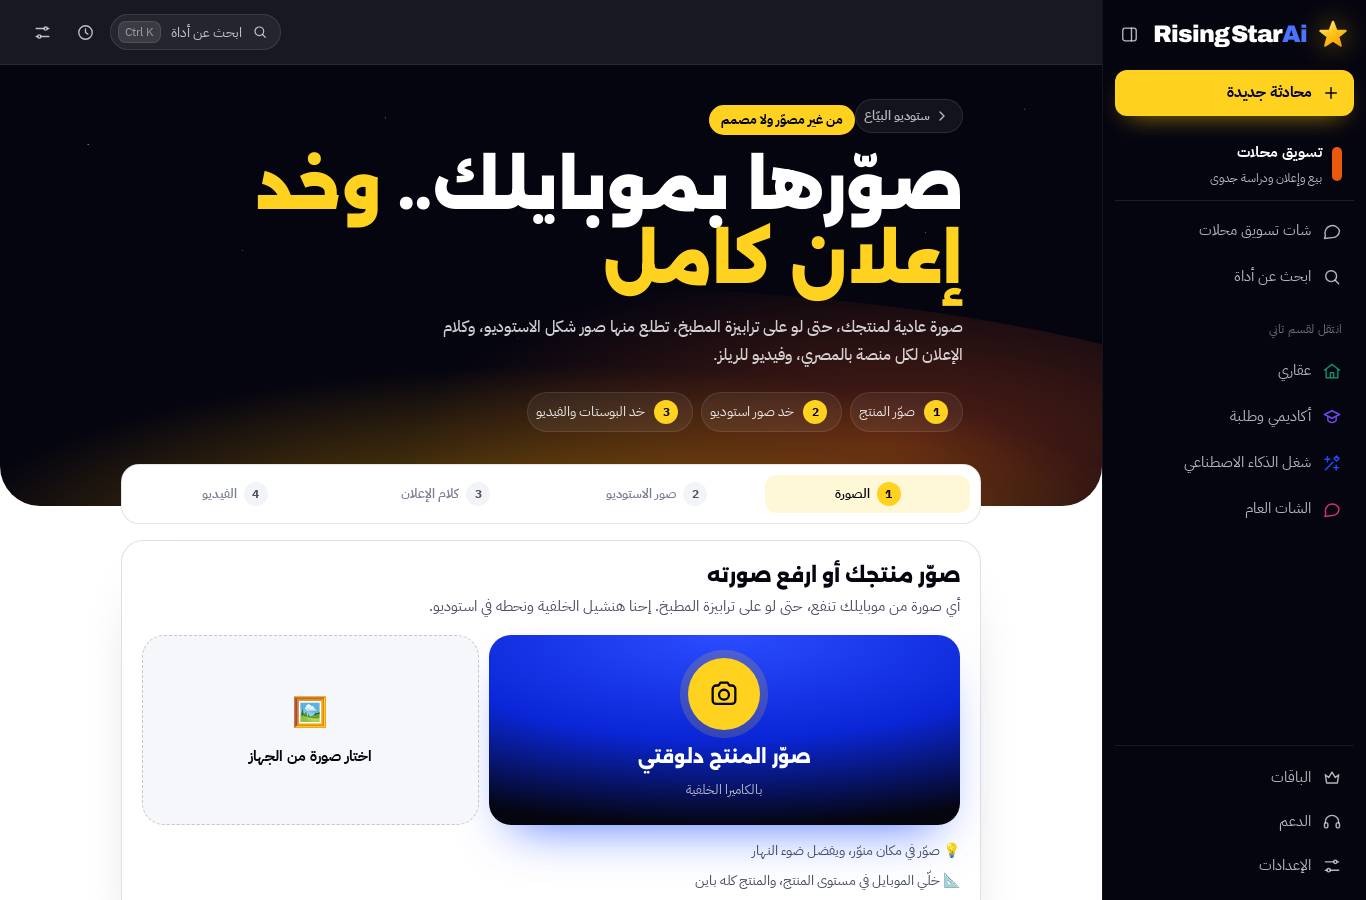 RisingStarAi
محادثة جديدة
تسويق محلات
بيع وإعلان ودراسة جدوى
شات تسويق محلات
ابحث عن أداة
انتقل لقسم تاني
عقاري
أكاديمي وطلبة
شغل الذكاء الاصطناعي
الشات العام
الباقات
الدعم
الإعدادات
ابحث عن أداة Ctrl K
ستوديو البيّاع
من غير مصوّر ولا مصمم
صوّرها بموبايلك.. وخد
إعلان كامل
صورة عادية لمنتجك، حتى لو على ترابيزة المطبخ، تطلع منها صور شكل الاستوديو، وكلام
الإعلان لكل منصة بالمصري، وفيديو للريلز.
1 صوّر المنتج
2 خد صور استوديو
3 خد البوستات والفيديو
1 الصورة
2 صور الاستوديو
3 كلام الإعلان
4 الفيديو
صوّر منتجك أو ارفع صورته
أي صورة من موبايلك تنفع، حتى لو على ترابيزة المطبخ. إحنا هنشيل الخلفية ونحطه في استوديو.
صوّر المنتج دلوقتي
بالكاميرا الخلفية
اختار صورة من الجهاز
💡 صوّر في مكان منوّر، ويفضل ضوء النهار
📐 خلّي الموبايل في مستوى المنتج، والمنتج كله باين